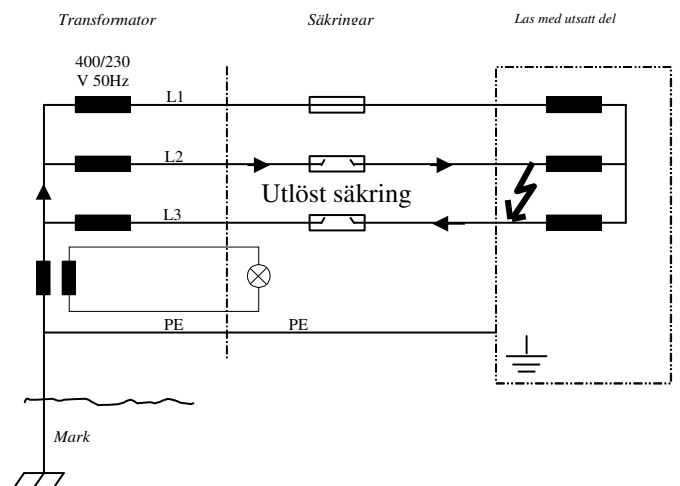 Transformator
Säkringar
Las med utsatt del
400/230
V 50Hz
L1
L2
Utlöst säkring
L3
PE
PE
Mark